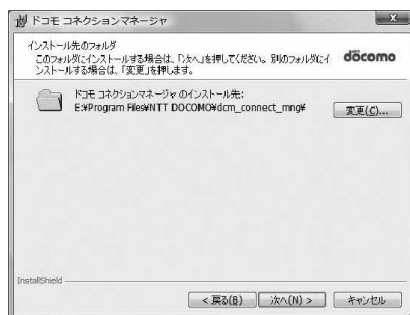 ドコモ コネクションマネージャ
インストール先のフォルダ
このフォルダにインストールする場合は、「次へ」を押してください。別のフォルダにイ
ンストールする場合は、「変更」を押します。
döcomo
ドコモ コネクションマネージャ のインストール先:
E:¥Program Files¥NTT DOCOMO¥dcm_connect_mng¥
変更(C)...
InstallShield
< 戻る(B)
次へ(N) >
キャンセル